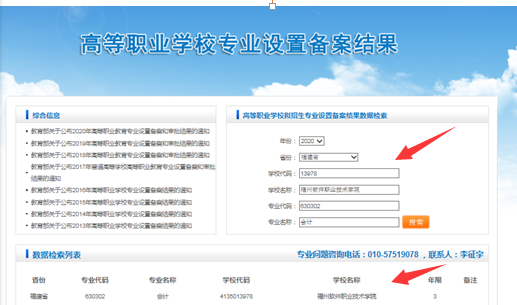 高等职业学校专业设置备案结果
综合信息
教育部关于公布2020年高等职业教育专业设置备案和审批结果的通知
教育部关于公布2019年高等职业教育专业设置备案和审批结果的通知
教育部关于公布2018年高等职业教育专业设置备案和审批结果的通知
教育部关于公布2017年普通高等学校高等职业教育专业设置备案和审批结果的通知
教育部关于公布2016年高等职业学校专业设置备案结果的通知
教育部关于公布2015年高等职业学校专业设置备案结果的通知
教育部关于公布2014年高等职业学校专业设置备案结果的通知
教育部关于公布2013年高等职业学校专业设置备案结果的通知
高等职业学校拟招生专业设置备案结果数据检索
年份： 2020
省份： 福建省
学校代码： 13978
学校名称： 福州软件职业技术学院
专业代码： 630302
专业名称： 会计
搜索
数据检索列表 专业问题咨询电话：010-57519078 ，联系人：李征宇
省份 专业代码 专业名称 学校代码 学校名称 年限 备注
福建省 630302 会计 4135013978 福州软件职业技术学院 3